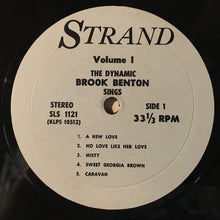 STRAND
Volume I
THE DYNAMIC
BROOK BENTON
SINGS
STEREO
SLS 1121
(KLPS 10512)
SIDE 1
33⅓ RPM
1. A NEW LOVE
2. NO LOVE LIKE HER LOVE
3. MISTY
4. SWEET GEORGIA BROWN
5. CARAVAN